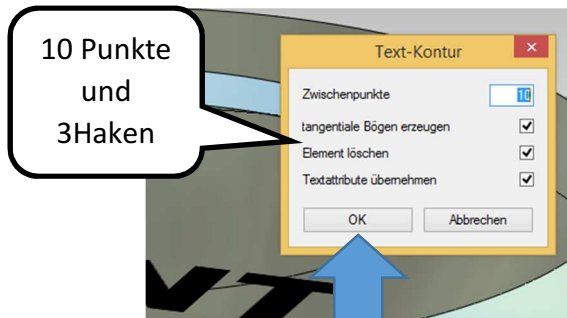 10 Punkte
und
3Haken
Text-Kontur
Zwischenpunkte 10
tangentiale Bögen erzeugen
Element löschen
Textattribute übernehmen
OK Abbrechen